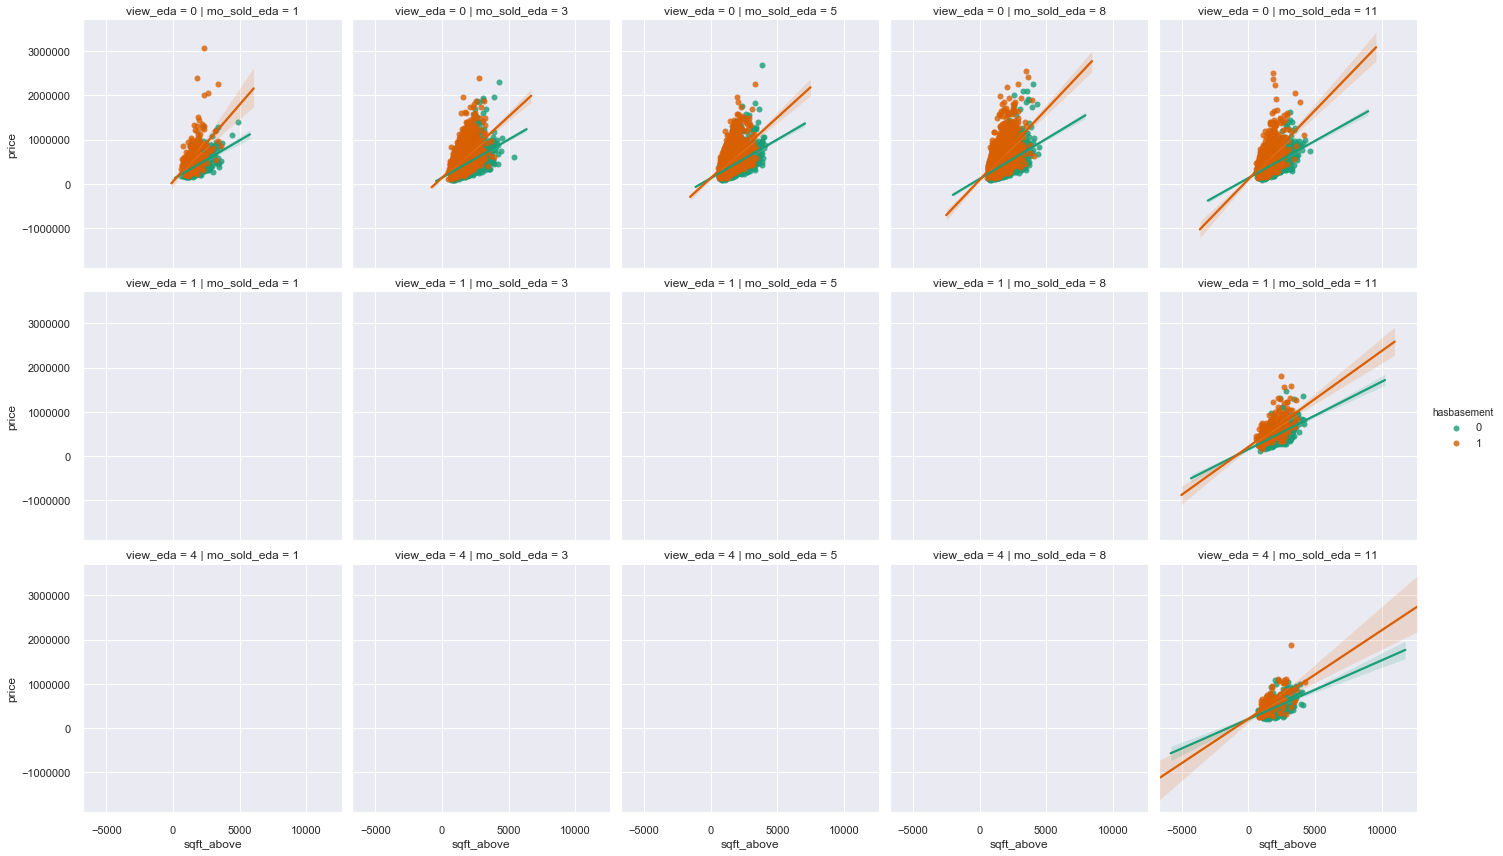 view_eda = 0 | mo_sold_eda = 1
view_eda = 0 | mo_sold_eda = 3
view_eda = 0 | mo_sold_eda = 5
view_eda = 0 | mo_sold_eda = 8
view_eda = 0 | mo_sold_eda = 11
3000000
2000000
1000000
0
−1000000
price
view_eda = 1 | mo_sold_eda = 1
view_eda = 1 | mo_sold_eda = 3
view_eda = 1 | mo_sold_eda = 5
view_eda = 1 | mo_sold_eda = 8
view_eda = 1 | mo_sold_eda = 11
3000000
2000000
1000000
0
−1000000
price
hasbasement
0
1
view_eda = 4 | mo_sold_eda = 1
view_eda = 4 | mo_sold_eda = 3
view_eda = 4 | mo_sold_eda = 5
view_eda = 4 | mo_sold_eda = 8
view_eda = 4 | mo_sold_eda = 11
3000000
2000000
1000000
0
−1000000
price
−5000 0 5000 10000
−5000 0 5000 10000
−5000 0 5000 10000
−5000 0 5000 10000
−5000 0 5000 10000
sqft_above
sqft_above
sqft_above
sqft_above
sqft_above